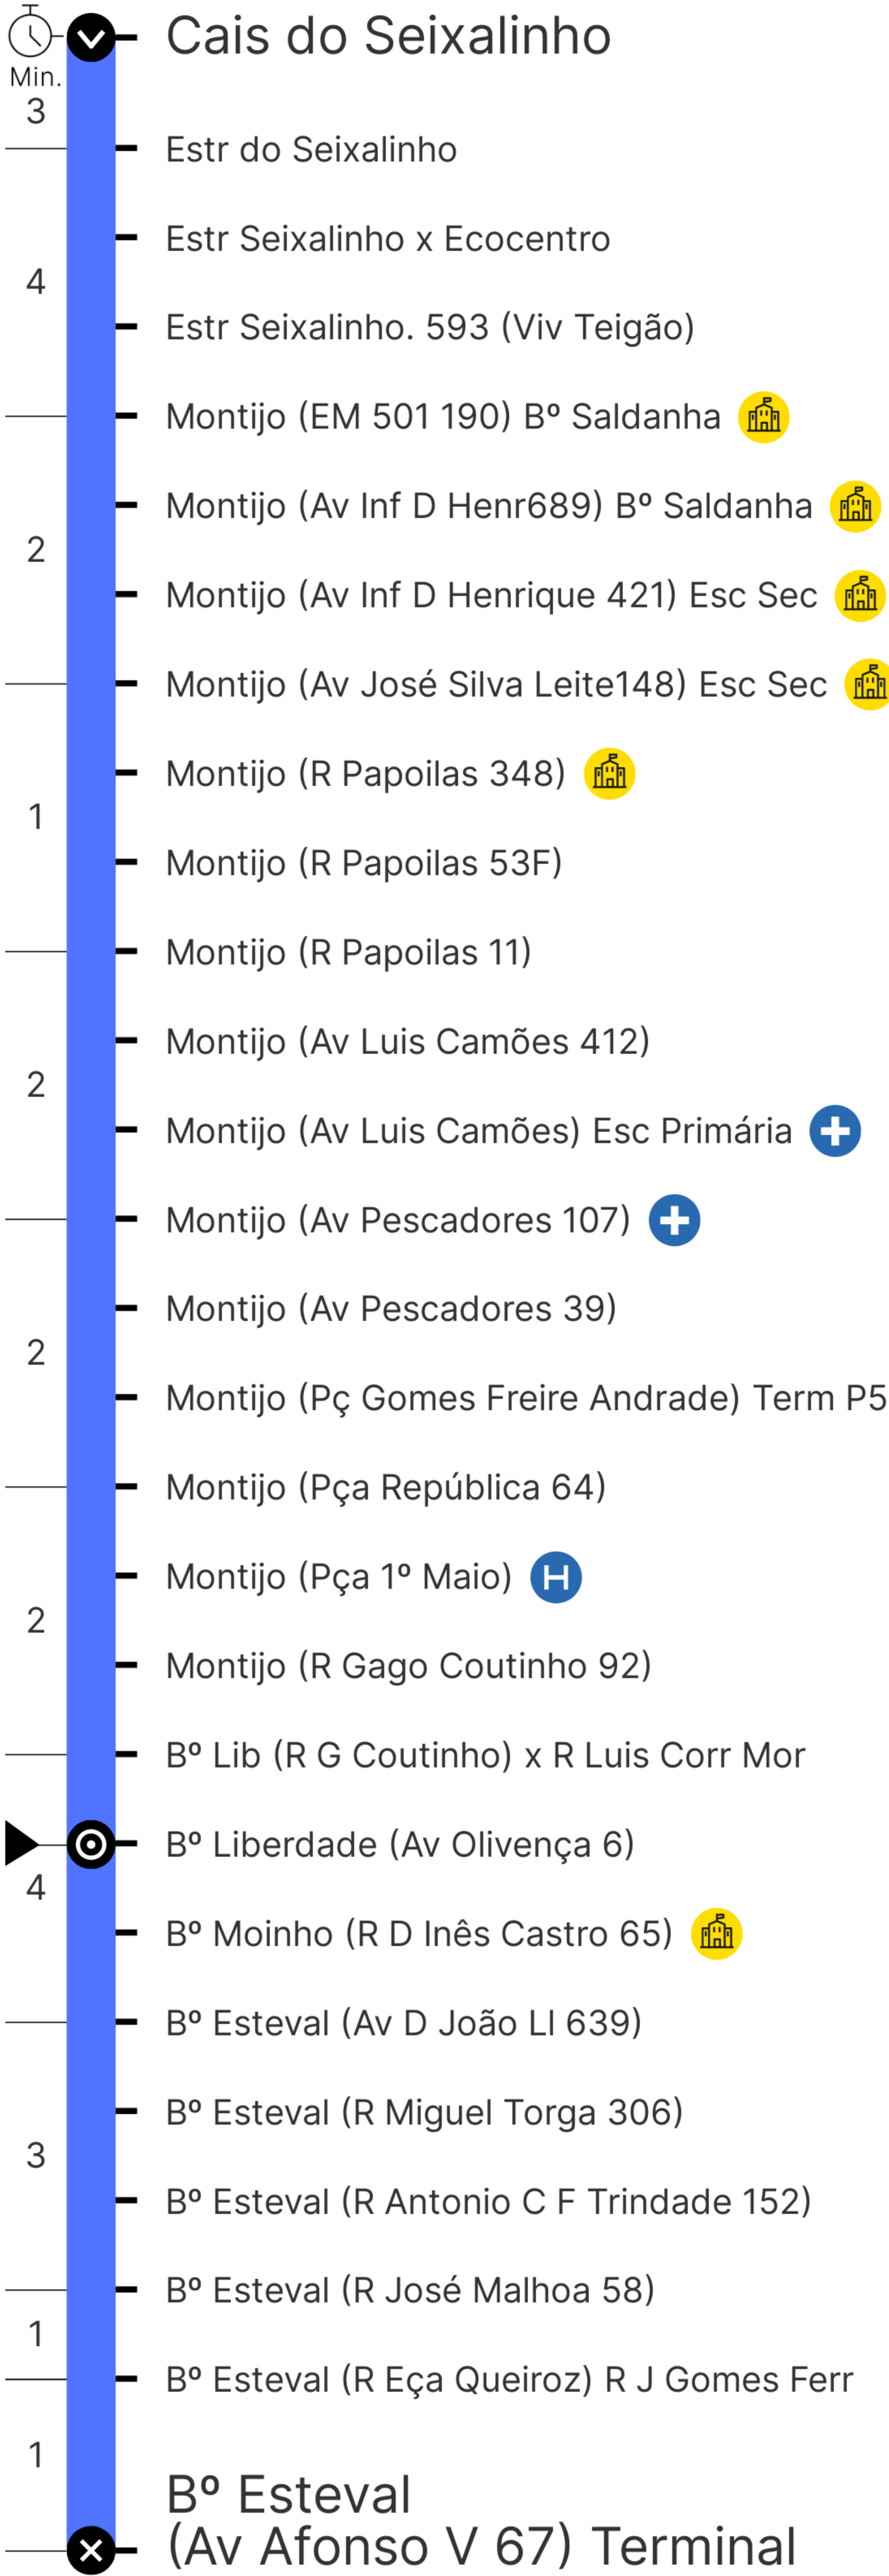 Cais do Seixalinho
Min.
3
Estr do Seixalinho
Estr Seixalinho x Ecocentro
4
Estr Seixalinho. 593 (Viv Teigão)
Montijo (EM 501 190) Bº Saldanha
Montijo (Av Inf D Henr689) Bº Saldanha
2
Montijo (Av Inf D Henrique 421) Esc Sec
Montijo (Av José Silva Leite148) Esc Sec
Montijo (R Papoilas 348)
1
Montijo (R Papoilas 53F)
Montijo (R Papoilas 11)
Montijo (Av Luis Camões 412)
2
Montijo (Av Luis Camões) Esc Primária
Montijo (Av Pescadores 107)
Montijo (Av Pescadores 39)
2
Montijo (Pç Gomes Freire Andrade) Term P5
Montijo (Pça República 64)
Montijo (Pça 1º Maio) H
2
Montijo (R Gago Coutinho 92)
Bº Lib (R G Coutinho) x R Luis Corr Mor
Bº Liberdade (Av Olivença 6)
4
Bº Moinho (R D Inês Castro 65)
Bº Esteval (Av D João LI 639)
Bº Esteval (R Miguel Torga 306)
3
Bº Esteval (R Antonio C F Trindade 152)
Bº Esteval (R José Malhoa 58)
1
Bº Esteval (R Eça Queiroz) R J Gomes Ferr
1
Bº Esteval
(Av Afonso V 67) Terminal